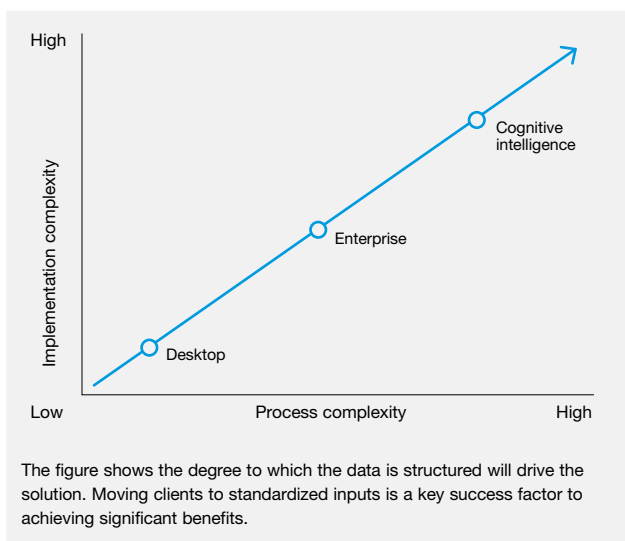 High
Implementation complexity
Cognitive
intelligence
Enterprise
Desktop
Low
Process complexity
High
The figure shows the degree to which the data is structured will drive the
solution. Moving clients to standardized inputs is a key success factor to
achieving significant benefits.